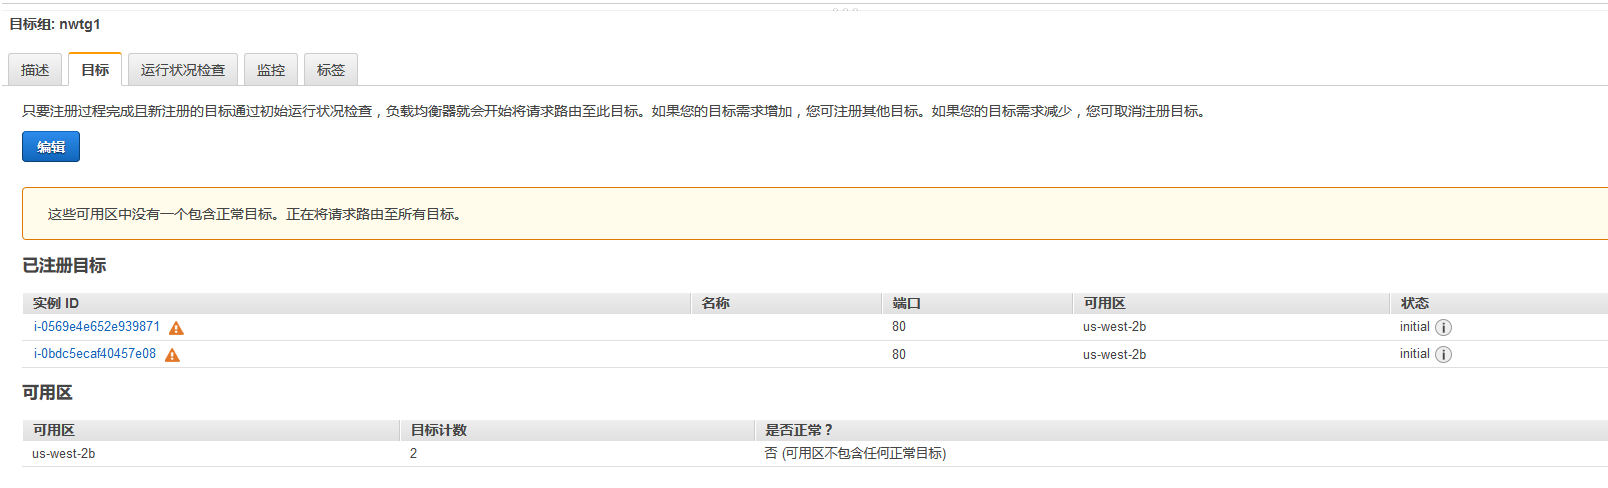 目标组: nwtg1
描述 目标 运行状况检查 监控 标签
只要注册过程完成且新注册的目标通过初始运行状况检查，负载均衡器就会开始将请求路由至此目标。如果您的目标需求增加，您可注册其他目标。如果您的目标需求减少，您可取消注册目标。
编辑
这些可用区中没有一个包含正常目标。正在将请求路由至所有目标。
已注册目标
实例 ID 名称 端口 可用区 状态
i-0569e4e652e939871 80 us-west-2b initial
i-0bdc5ecaf40457e08 80 us-west-2b initial
可用区
可用区 目标计数 是否正常？
us-west-2b 2 否 (可用区不包含任何正常目标)